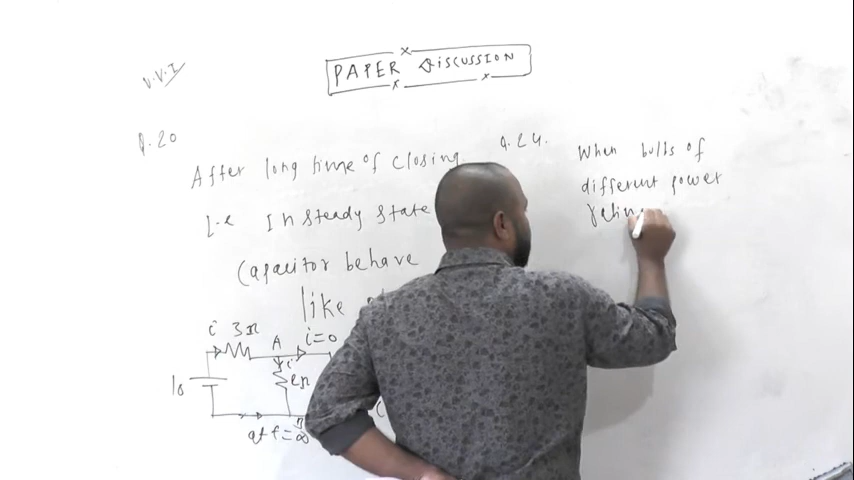 V.V.I
PAPER DISCUSSION
Q.20
After long time of closing
I.e In steady state
Capacitor behave
like
i 3Ω A i=0
i
2Ω
10
at t=∞
Q.24.
When bulbs of
different power
rating